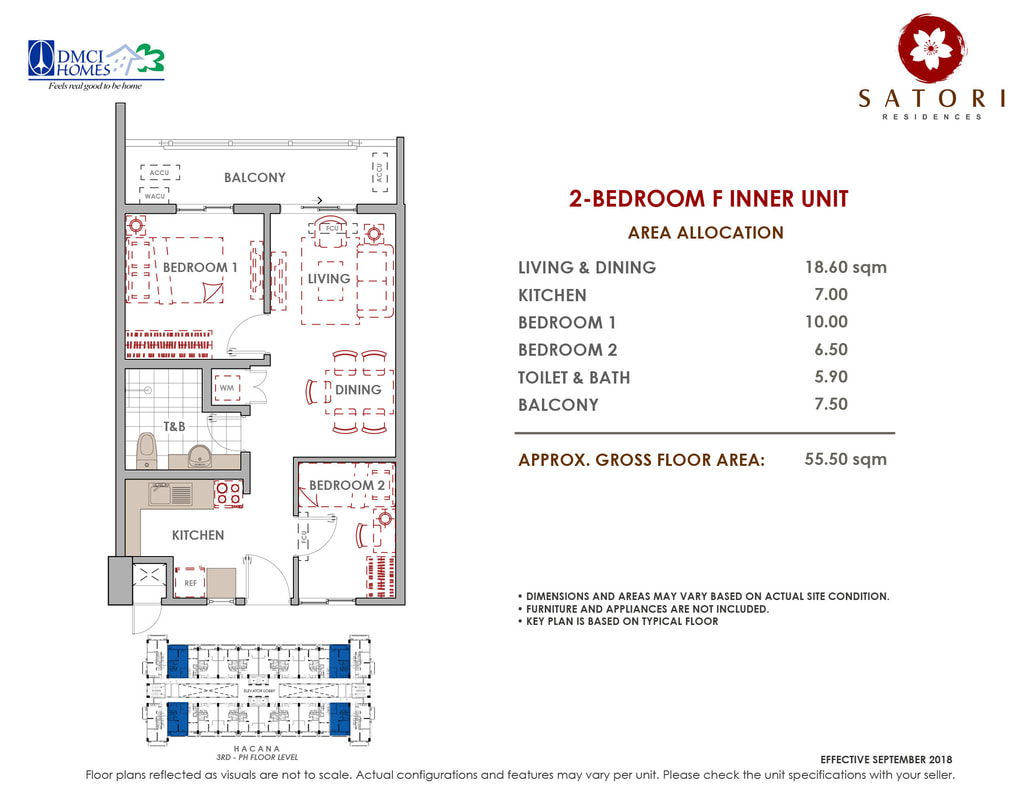 DMCI
HOMES
Feels real good to be home
SATORI
RESIDENCES
ACCU
WACU
BALCONY
ACCU
2-BEDROOM F INNER UNIT
AREA ALLOCATION
LIVING & DINING 18.60 sqm
KITCHEN 7.00
BEDROOM 1 10.00
BEDROOM 2 6.50
TOILET & BATH 5.90
BALCONY 7.50
APPROX. GROSS FLOOR AREA: 55.50 sqm
FCU
BEDROOM 1
LIVING
WM
DINING
T&B
BEDROOM 2
KITCHEN
FCU
REF
• DIMENSIONS AND AREAS MAY VARY BASED ON ACTUAL SITE CONDITION.
• FURNITURE AND APPLIANCES ARE NOT INCLUDED.
• KEY PLAN IS BASED ON TYPICAL FLOOR
ELEVATOR LOBBY
HACANA
3RD - PH FLOOR LEVEL
EFFECTIVE SEPTEMBER 2018
Floor plans reflected as visuals are not to scale. Actual configurations and features may vary per unit. Please check the unit specifications with your seller.